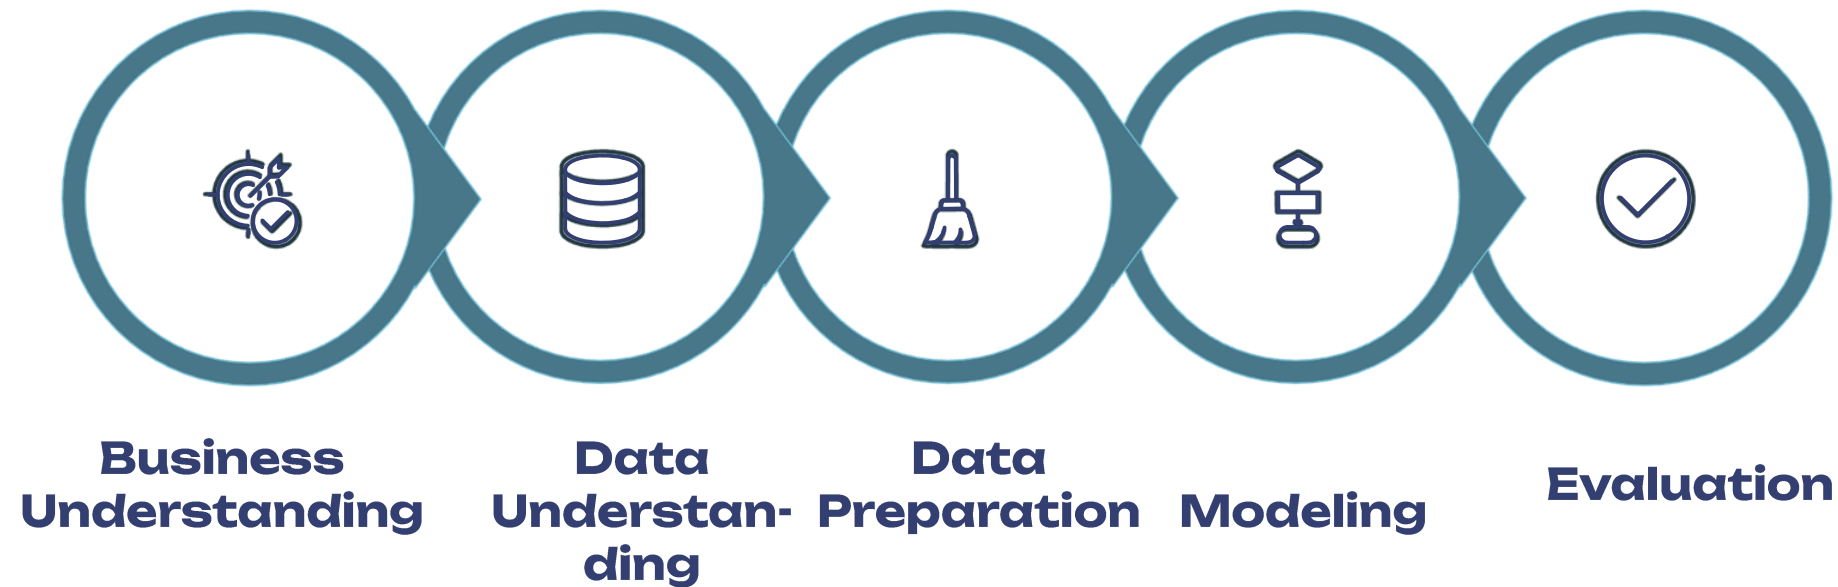 Business
Understanding
Data
Understan-
ding
Data
Preparation
Modeling
Evaluation